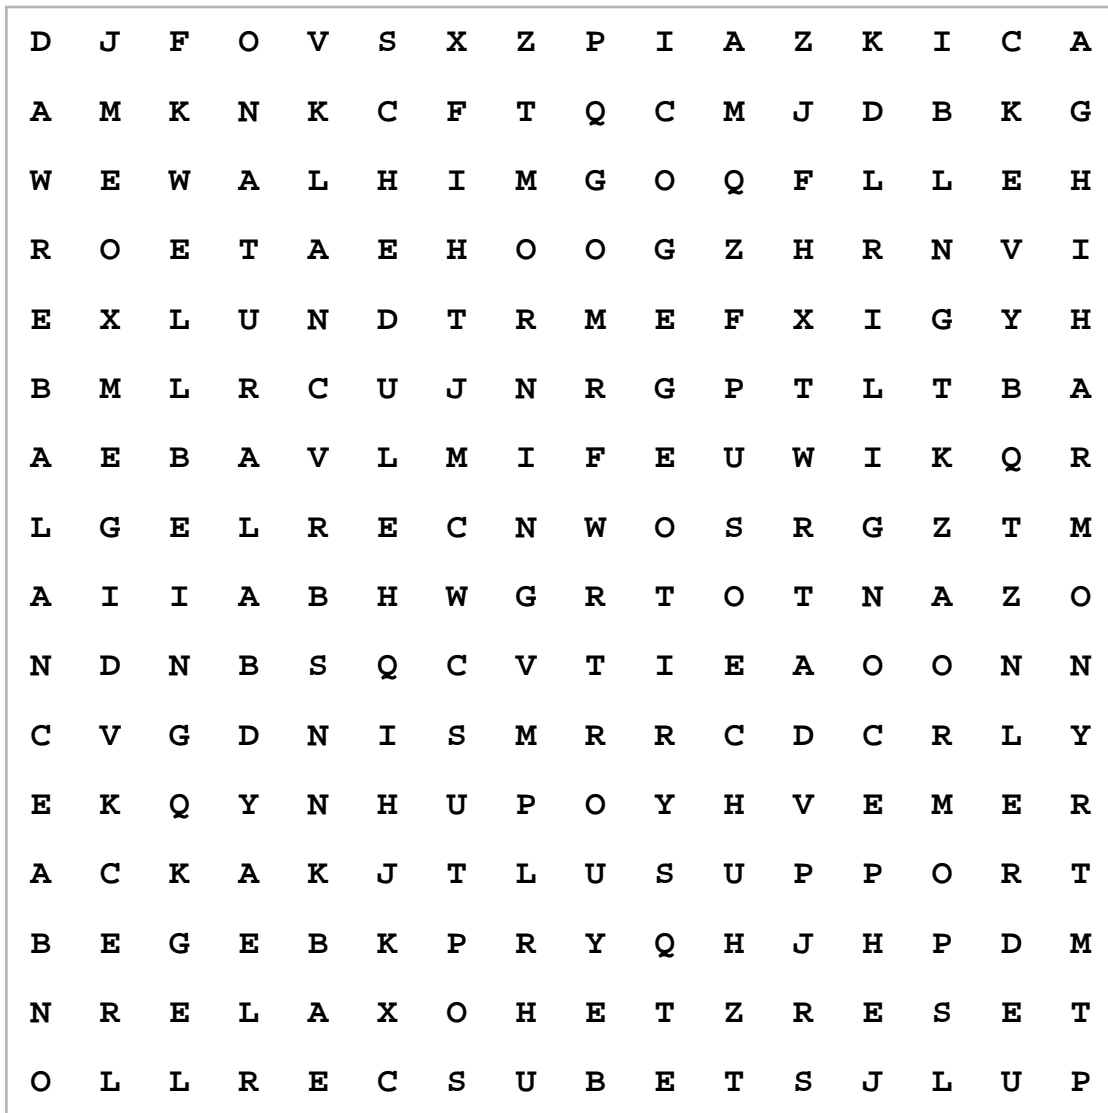 D J F O V S X Z P I A Z K I C A
A M K N K C F T Q C M J D B K G
W E W A L H I M G O Q F L L E H
R O E T A E H O O G Z H R N V I
E X L U N D T R M E F X I G Y H
B M L R C U J N R G P T L T B A
A E B A V L M I F E U W I K Q R
L G E L R E C N W O S R G Z T M
A I I A B H W G R T O T N A Z O
N D N B S Q C V T I E A O O N N
C V G D N I S M R R C D C R L Y
E K Q Y N H U P O Y H V E M E R
A C K A K J T L U S U P P O R T
B E G E B K P R Y Q H J H P D M
N R E L A X O H E T Z R E S E T
O L L R E C S U B E T S J L U P